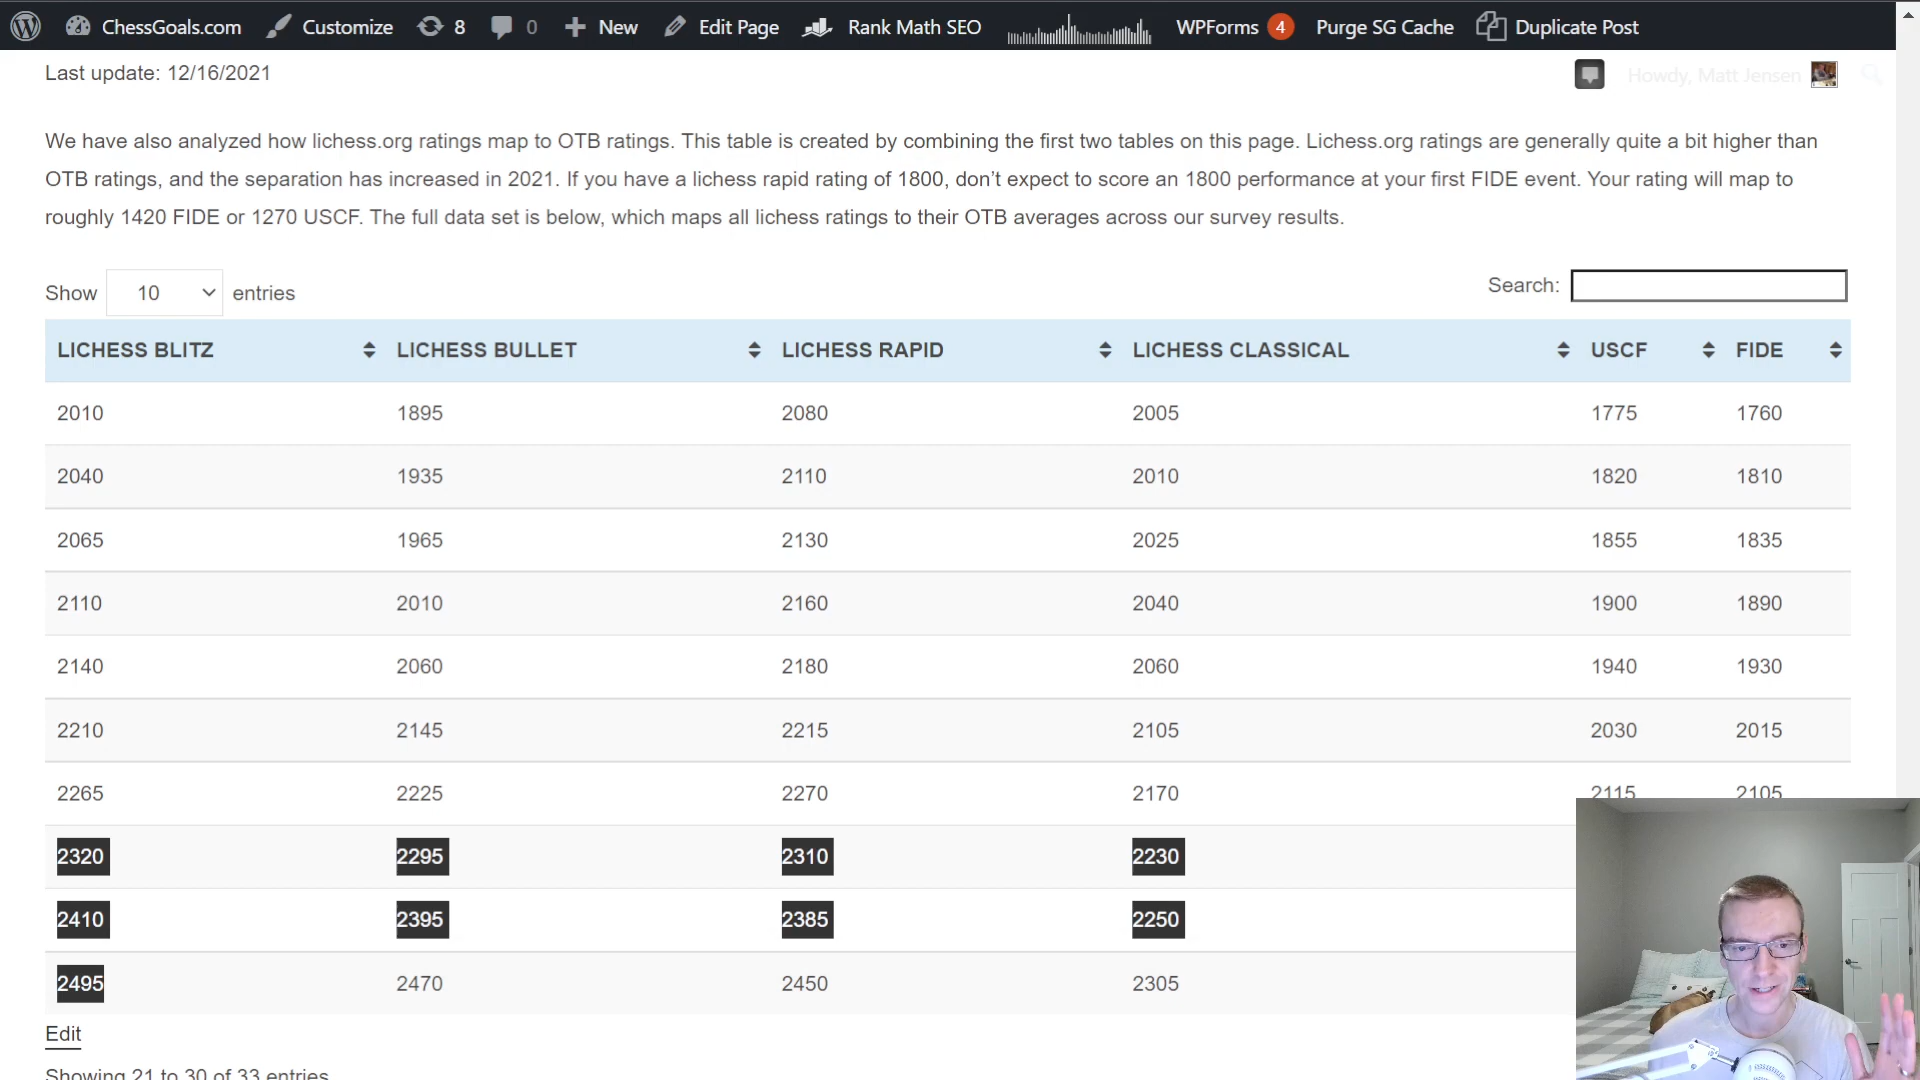 ChessGoals.com Customize 8 0 New Edit Page Rank Math SEO WPForms 4 Purge SG Cache Duplicate Post
Last update: 12/16/2021
Howdy, Matt Jensen
We have also analyzed how lichess.org ratings map to OTB ratings. This table is created by combining the first two tables on this page. Lichess.org ratings are generally quite a bit higher than
OTB ratings, and the separation has increased in 2021. If you have a lichess rapid rating of 1800, don’t expect to score an 1800 performance at your first FIDE event. Your rating will map to
roughly 1420 FIDE or 1270 USCF. The full data set is below, which maps all lichess ratings to their OTB averages across our survey results.
Show 10 entries Search:
LICHESS BLITZ LICHESS BULLET LICHESS RAPID LICHESS CLASSICAL USCF FIDE
2010 1895 2080 2005 1775 1760
2040 1935 2110 2010 1820 1810
2065 1965 2130 2025 1855 1835
2110 2010 2160 2040 1900 1890
2140 2060 2180 2060 1940 1930
2210 2145 2215 2105 2030 2015
2265 2225 2270 2170 2115 2105
2320 2295 2310 2230
2410 2395 2385 2250
2495 2470 2450 2305
Edit
Showing 21 to 30 of 33 entries